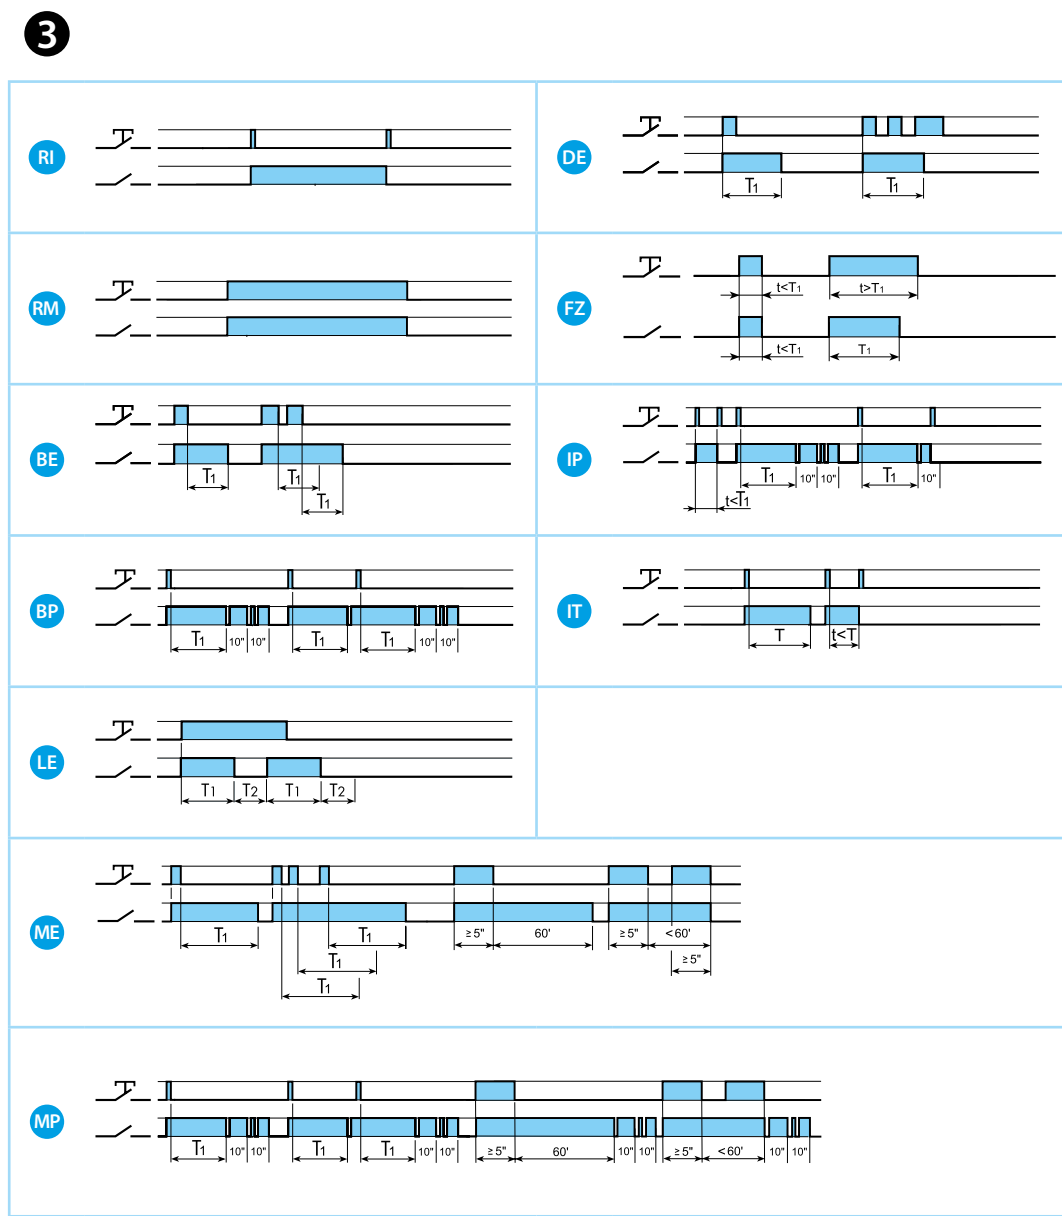 3
RI
DE
T1 T1
RM
FZ
t<T1 t>T1
t<T1 T1
BE
T1 T1
T1
IP
T1 10" 10" T1 10"
t<T1
BP
T1 10" 10" T1 T1 10" 10"
IT
T t<T
LE
T1 T2 T1 T2
ME
T1 T1 ≥5" 60' ≥5" <60'
T1 ≥5"
T1
MP
T1 10" 10" T1 T1 10" 10" ≥5" 60' 10" 10" ≥5" <60' 10" 10"